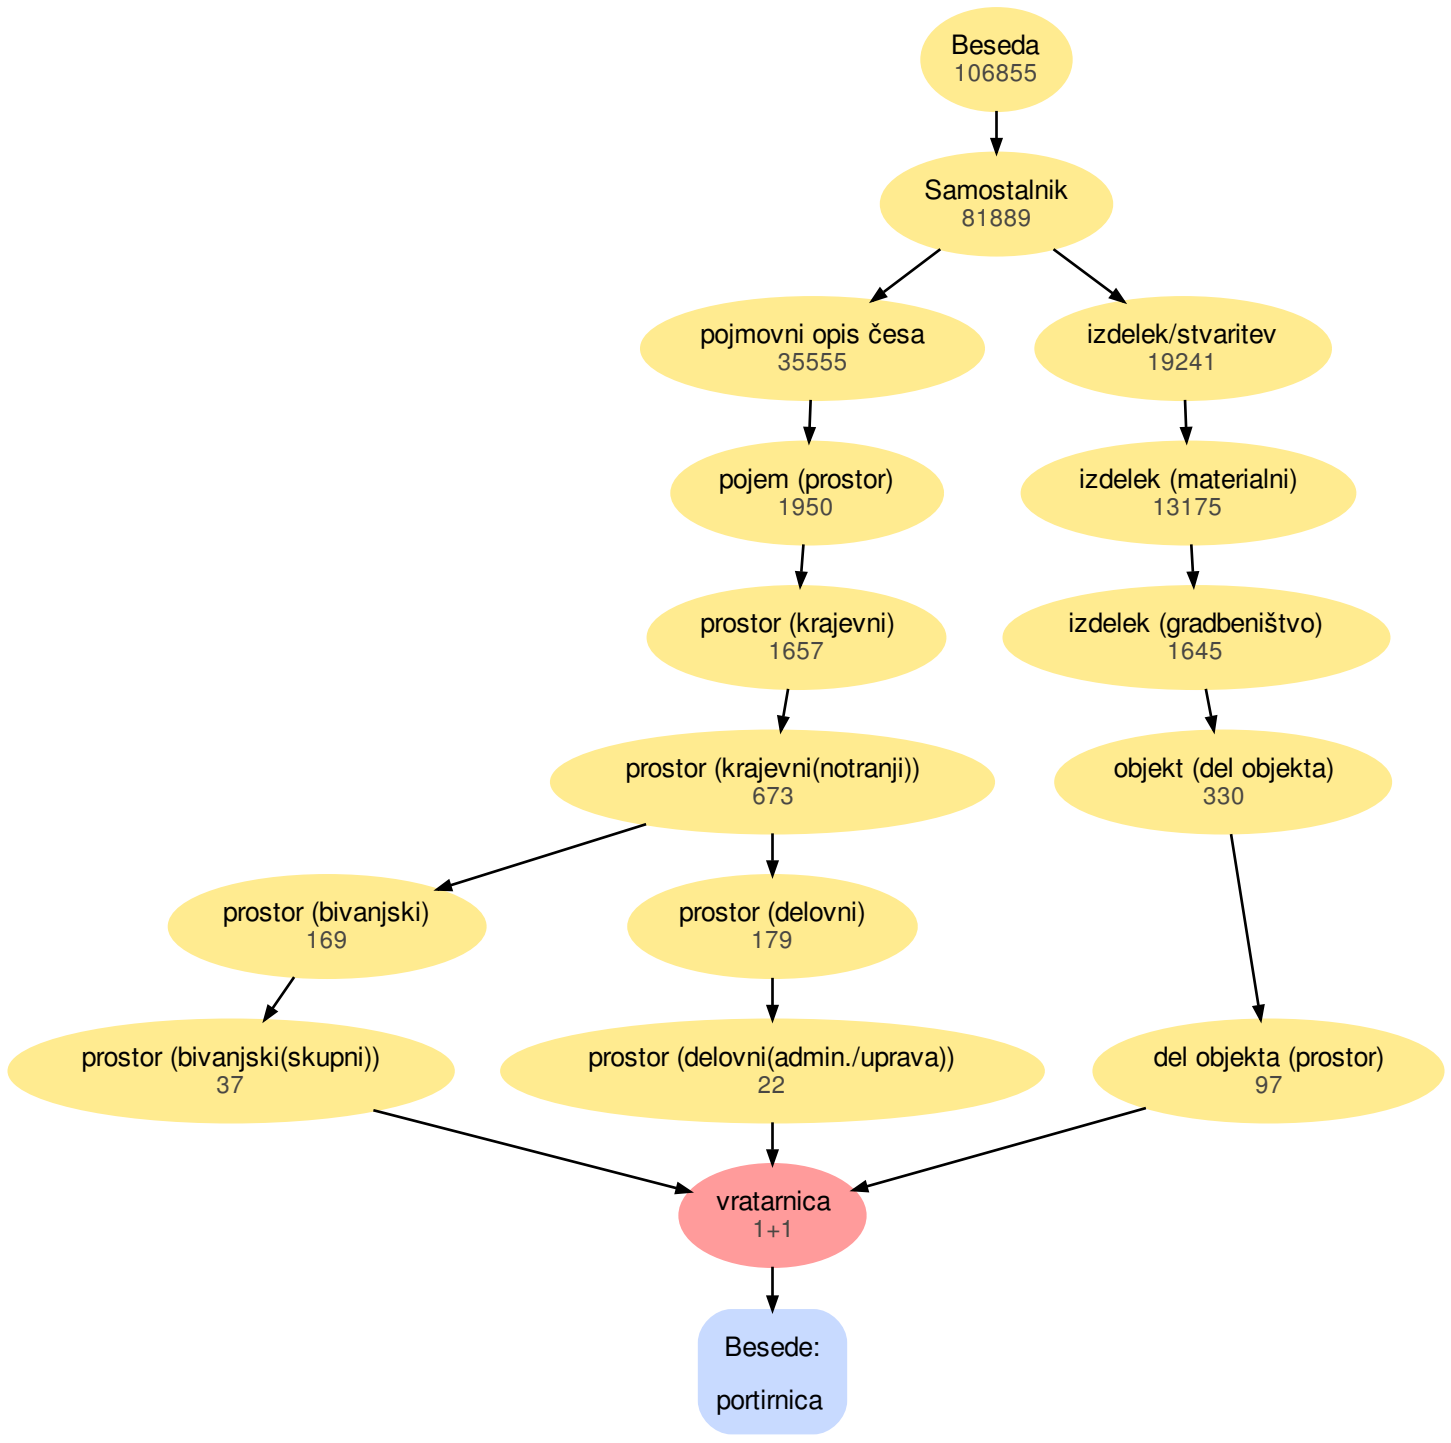 Beseda
106855
Samostalnik
81889
pojmovni opis česa
35555
izdelek/stvaritev
19241
pojem (prostor)
1950
izdelek (materialni)
13175
prostor (krajevni)
1657
izdelek (gradbeništvo)
1645
prostor (krajevni(notranji))
673
objekt (del objekta)
330
prostor (bivanjski)
169
prostor (delovni)
179
prostor (bivanjski(skupni))
37
prostor (delovni(admin./uprava))
22
del objekta (prostor)
97
vratarnica
1+1
Besede:
portirnica